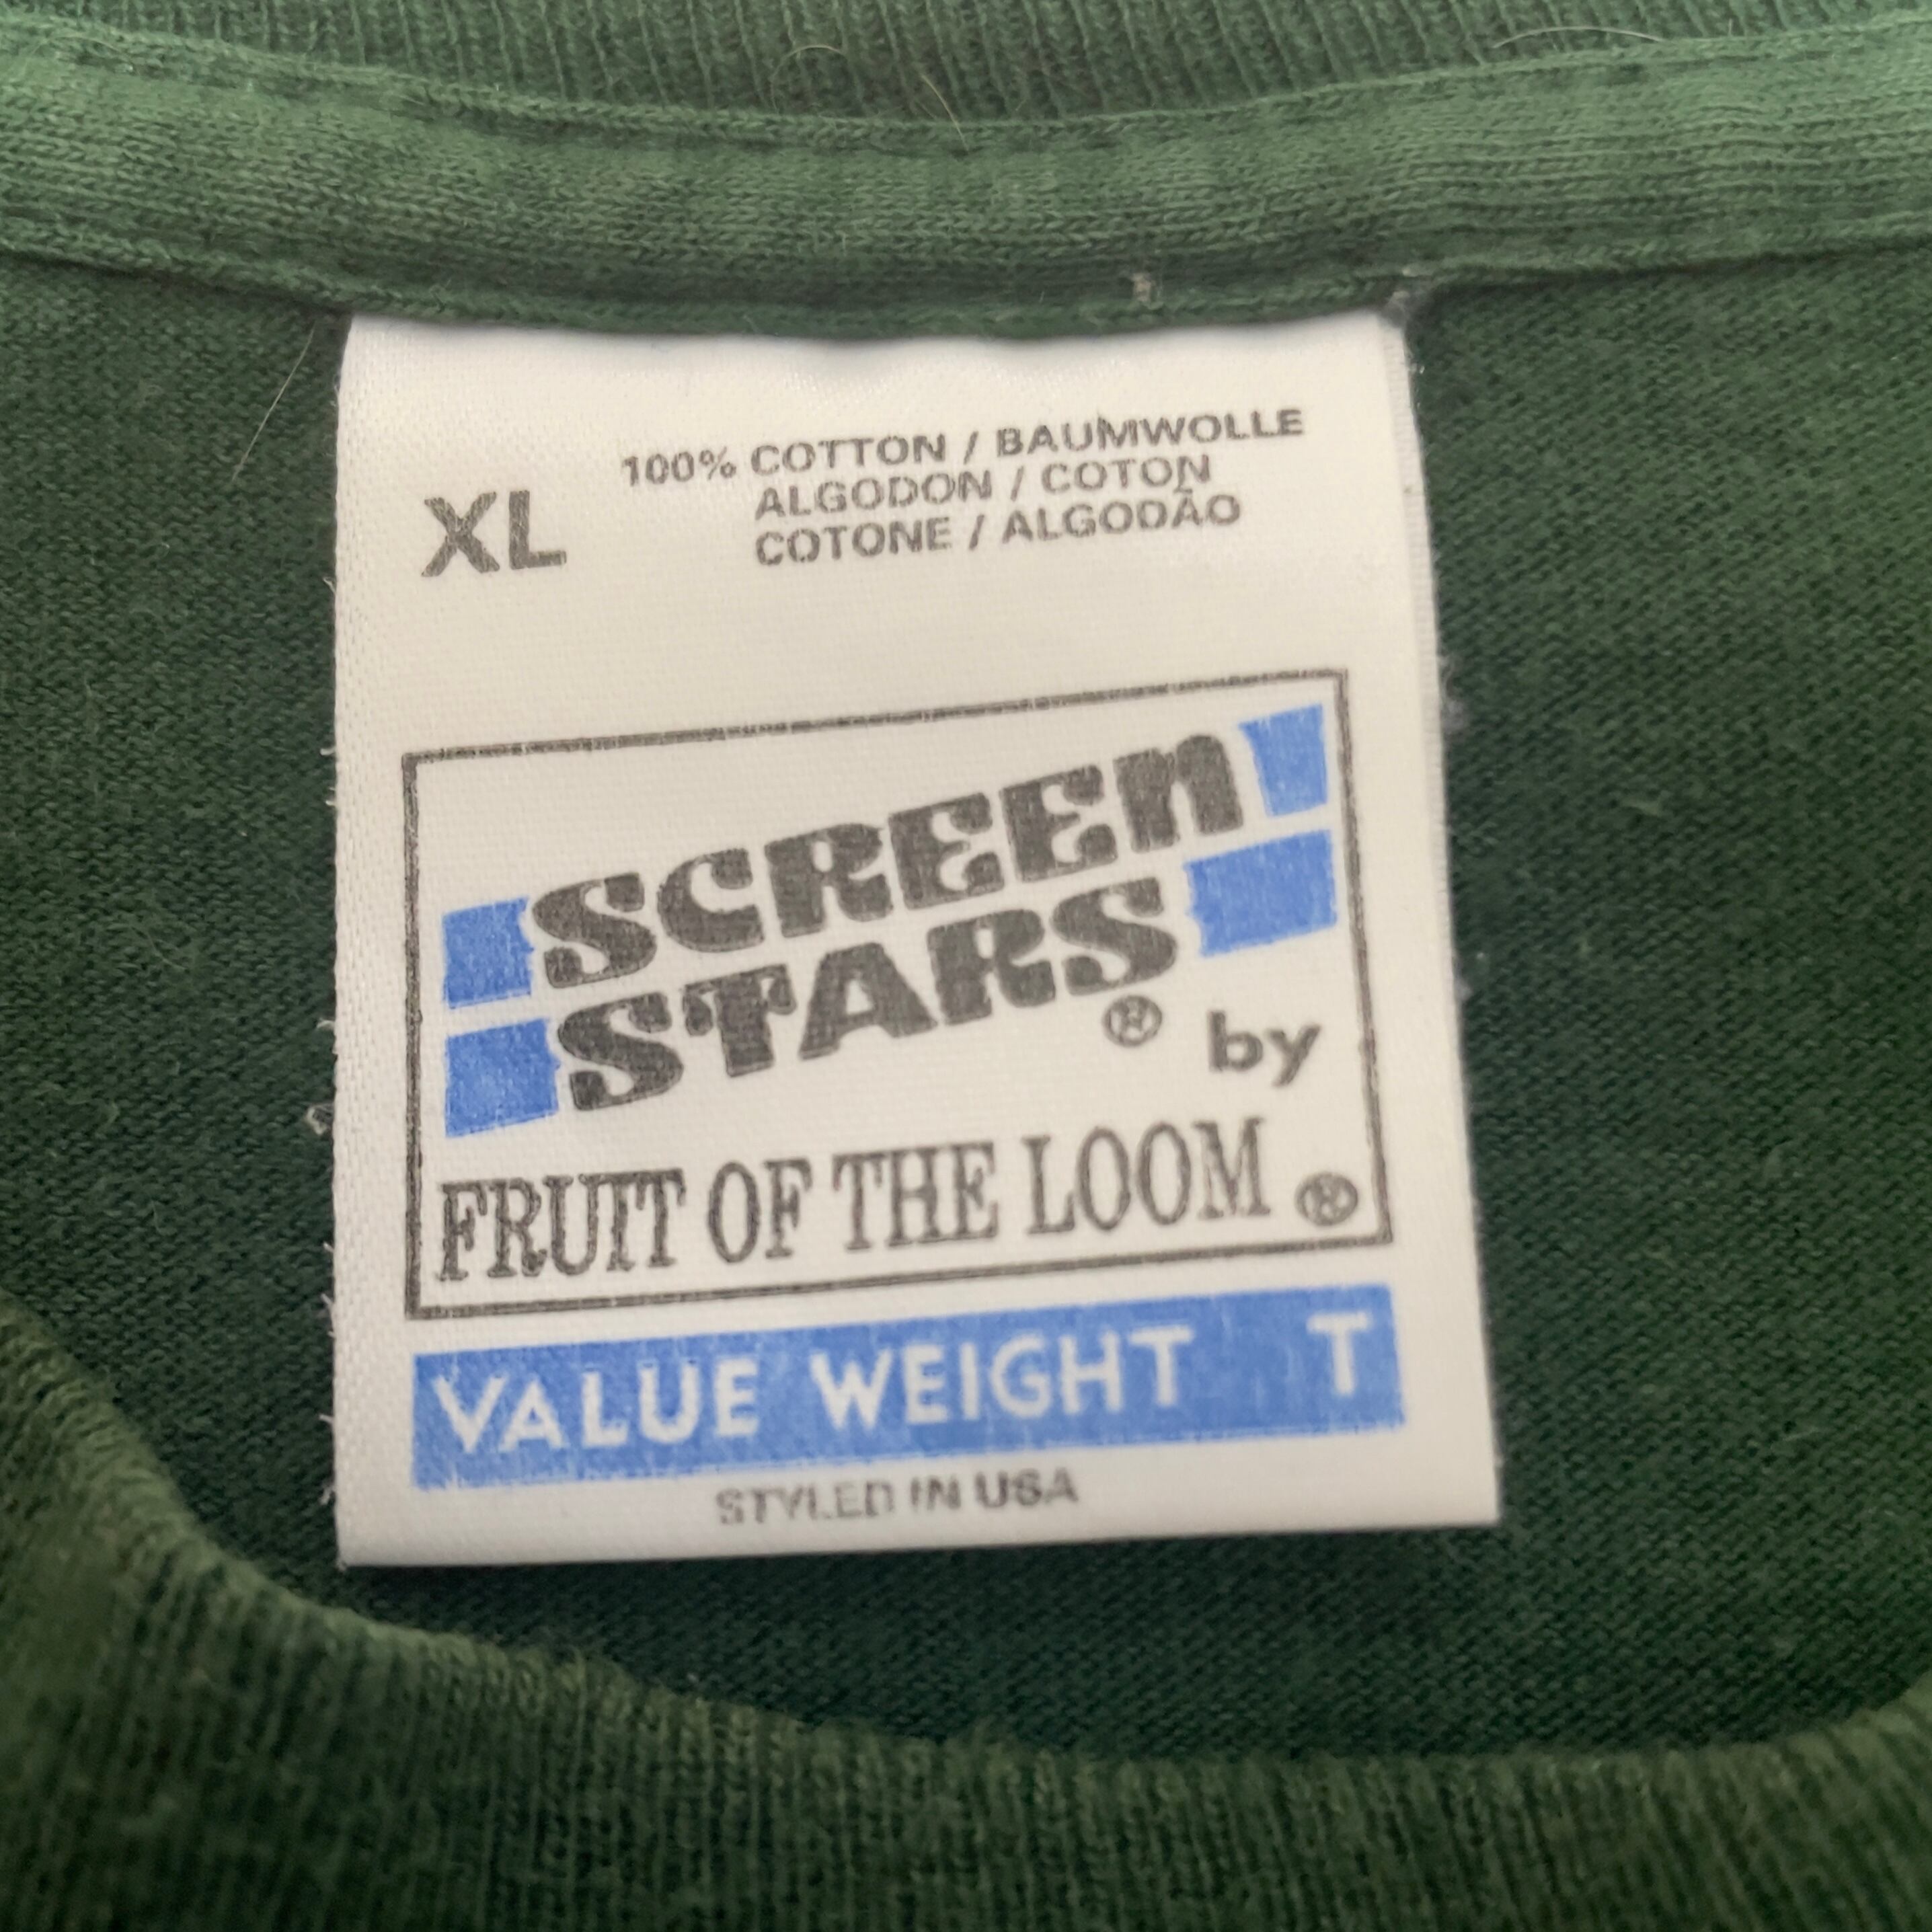 XL
100% COTTON / BAUMWOLLE
ALGODON / COTON
COTONE / ALGODÃO
SCREEN
STARS
® by
FRUIT OF THE LOOM ®
VALUE WEIGHT T
STYLED IN USA